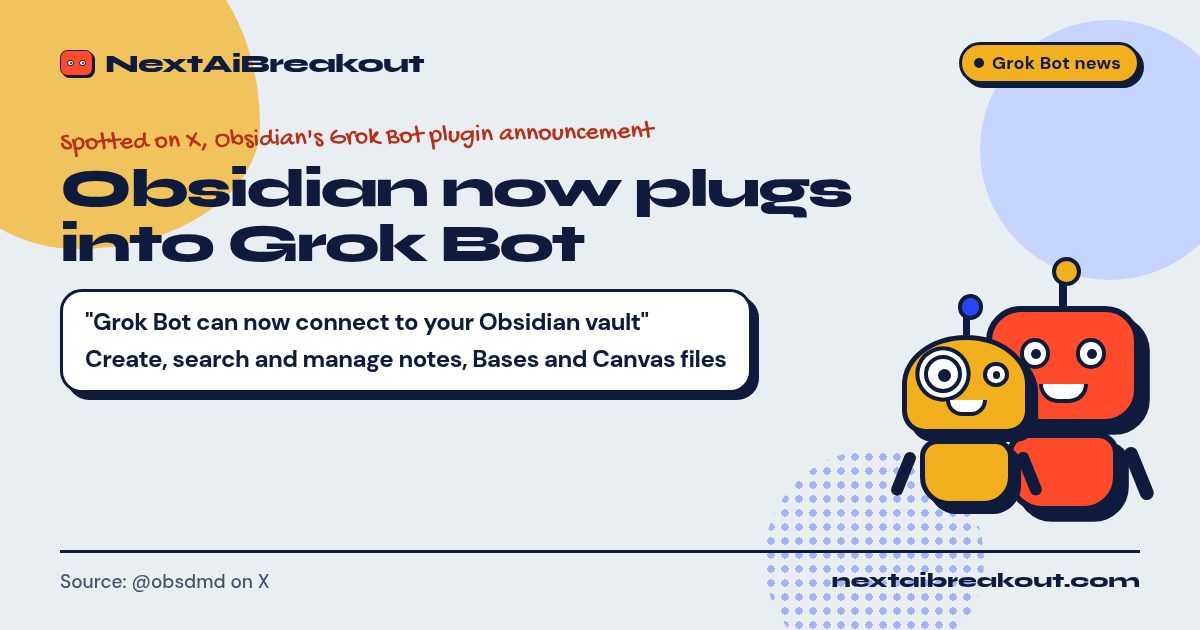 NextAiBreakout
Grok Bot news
Spotted on X, Obsidian's Grok Bot plugin announcement
Obsidian now plugs
into Grok Bot
"Grok Bot can now connect to your Obsidian vault"
Create, search and manage notes, Bases and Canvas files
Source: @obsdmd on X
nextaibreakout.com